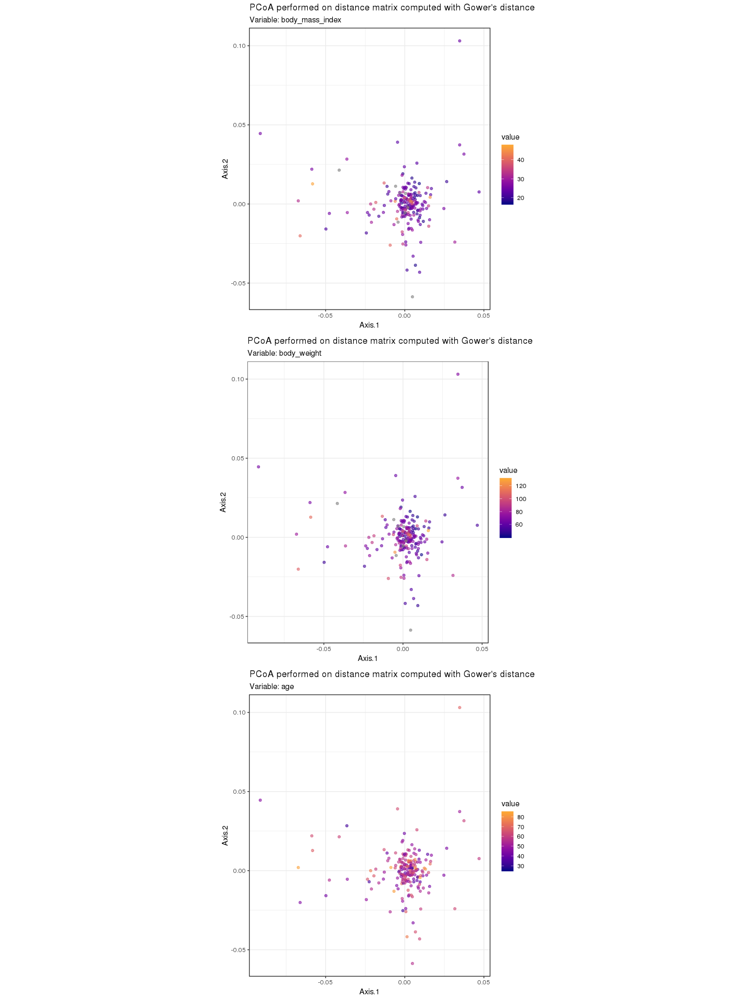 PCoA performed on distance matrix computed with Gower's distance
Variable: body_mass_index
0.10
0.05
0.00
-0.05
Axis.2
-0.05 0.00 0.05
Axis.1
value
40
30
20
PCoA performed on distance matrix computed with Gower's distance
Variable: body_weight
0.10
0.05
0.00
-0.05
Axis.2
-0.05 0.00 0.05
Axis.1
value
120
100
80
60
PCoA performed on distance matrix computed with Gower's distance
Variable: age
0.10
0.05
0.00
-0.05
Axis.2
-0.05 0.00 0.05
Axis.1
value
80
70
60
50
40
30